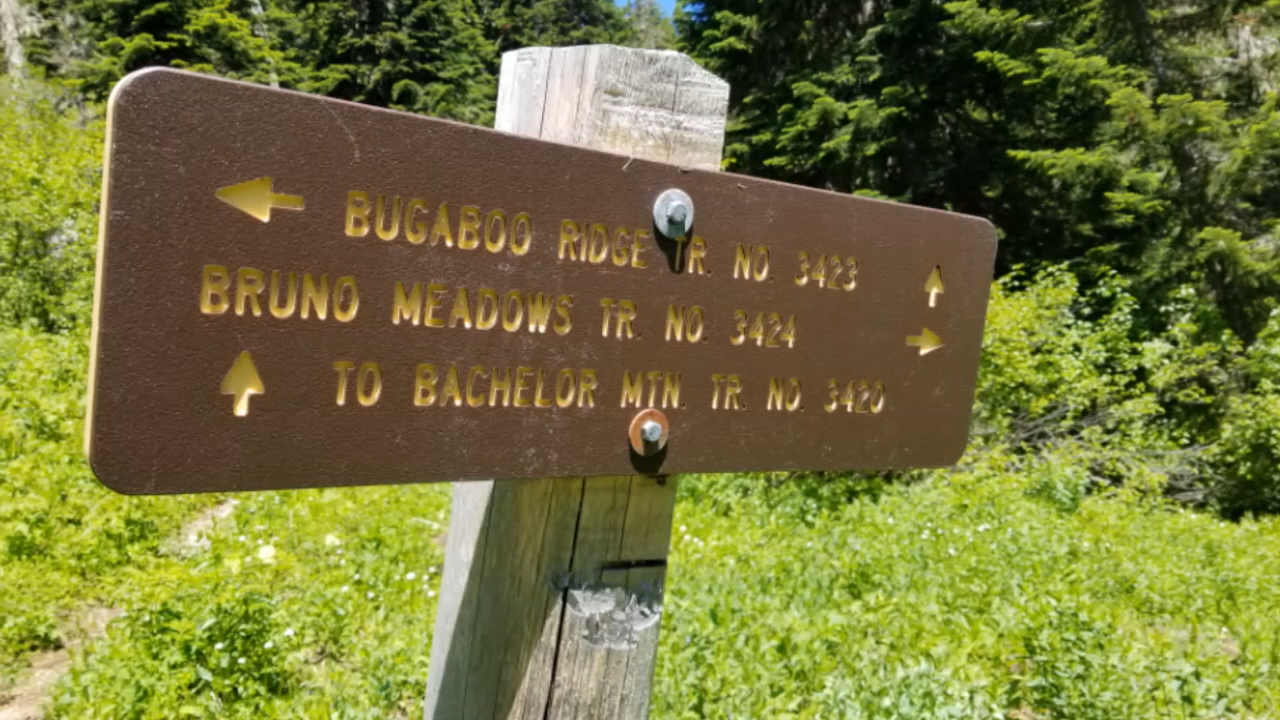 BUGABOO RIDGE TR. NO. 3423
BRUNO MEADOWS TR. NO. 3424
TO BACHELOR MTN. TR. NO. 3420